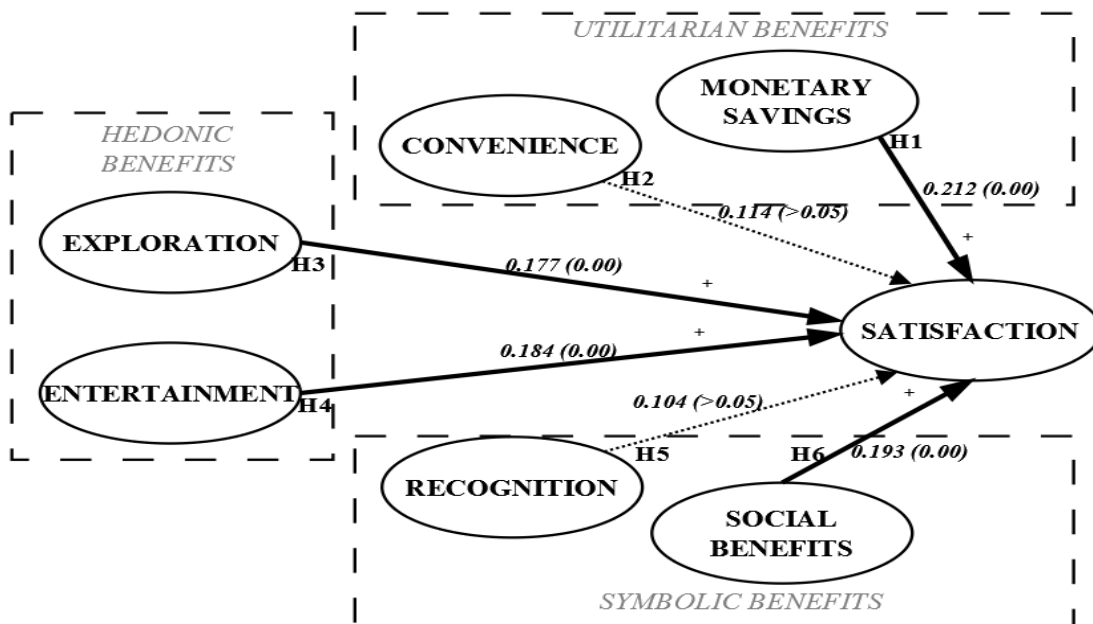 UTILITARIAN BENEFITS
MONETARY
SAVINGS
CONVENIENCE
H1
H2
0.212 (0.00)
0.114 (>0.05)
+
HEDONIC
BENEFITS
EXPLORATION
H3
0.177 (0.00)
+
SATISFACTION
+
0.184 (0.00)
ENTERTAINMENT
H4
0.104 (>0.05)
+
H5
H6
0.193 (0.00)
RECOGNITION
SOCIAL
BENEFITS
SYMBOLIC BENEFITS